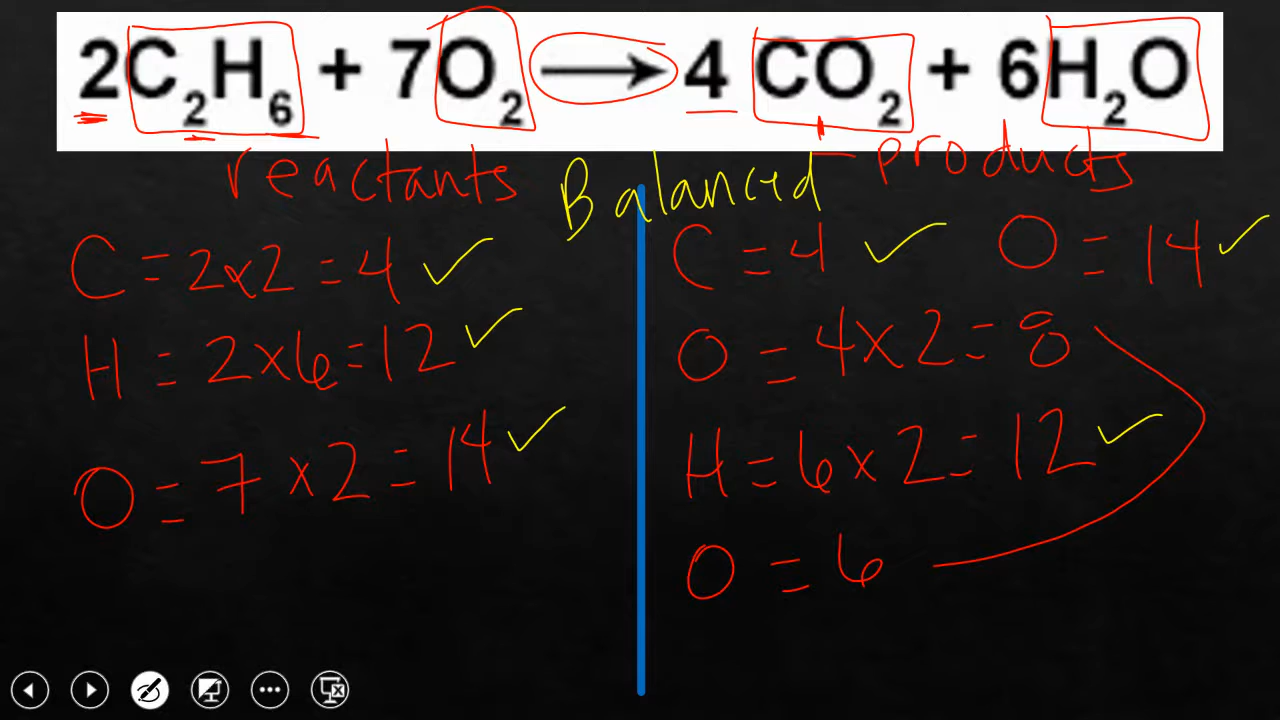 2C₂H₆ + 7O₂ ⟶ 4 CO₂ + 6H₂O
reactants
Balanced
products
C = 2x2 = 4 ✓
H = 2x6 = 12 ✓
O = 7 x2 = 14 ✓
C = 4 ✓
O = 14 ✓
O = 4x2 = 8
H = 6x2 = 12 ✓
O = 6